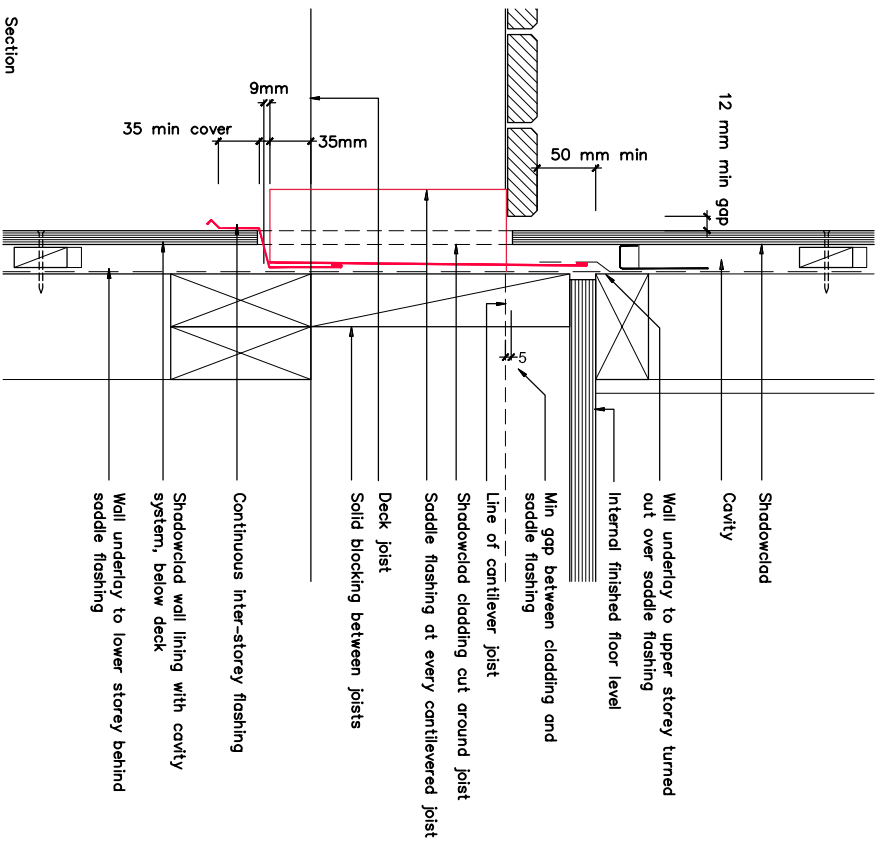 12 mm min gap
50 mm min
9mm
35 min cover
35mm
5
Shadowclad
Cavity
Wall underlay to upper storey turned
out over saddle flashing
Internal finished floor level
Min gap between cladding and
saddle flashing
Line of cantilever joist
Shadowclad cladding cut around joist
Saddle flashing at every cantilevered joist
Deck joist
Solid blocking between joists
Continuous inter-storey flashing
Shadowclad wall lining with cavity
system, below deck
Wall underlay to lower storey behind
saddle flashing
Section